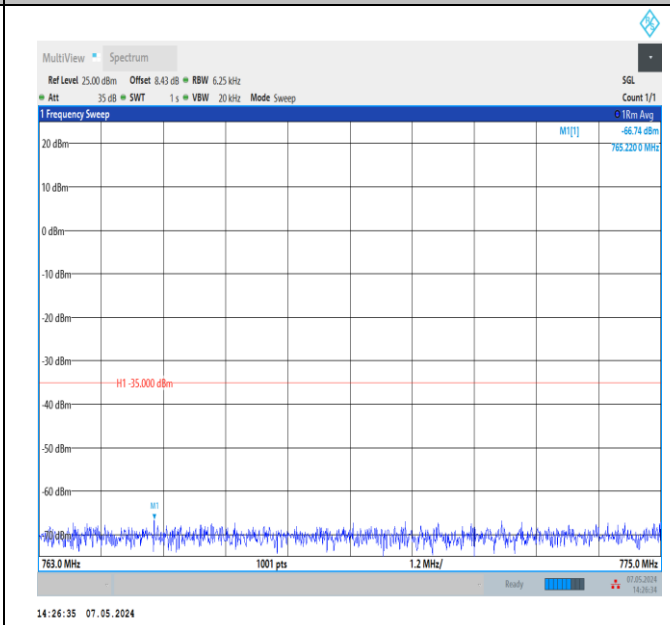 MultiView Spectrum
Ref Level 25.00 dBm Offset 8.43 dB RBW 6.25 kHz SGL
Att 35 dB SWT 1 s VBW 20 kHz Mode Sweep Count 1/1
1 Frequency Sweep 1Rm Avg
M1[1] -66.74 dBm
20 dBm 765.220 0 MHz
10 dBm
0 dBm
-10 dBm
-20 dBm
-30 dBm
H1 -35.000 dBm
-40 dBm
-50 dBm
-60 dBm
M1
-70 dBm
763.0 MHz 1001 pts 1.2 MHz/ 775.0 MHz
Ready 07.05.2024
14:26:34
14:26:35 07.05.2024